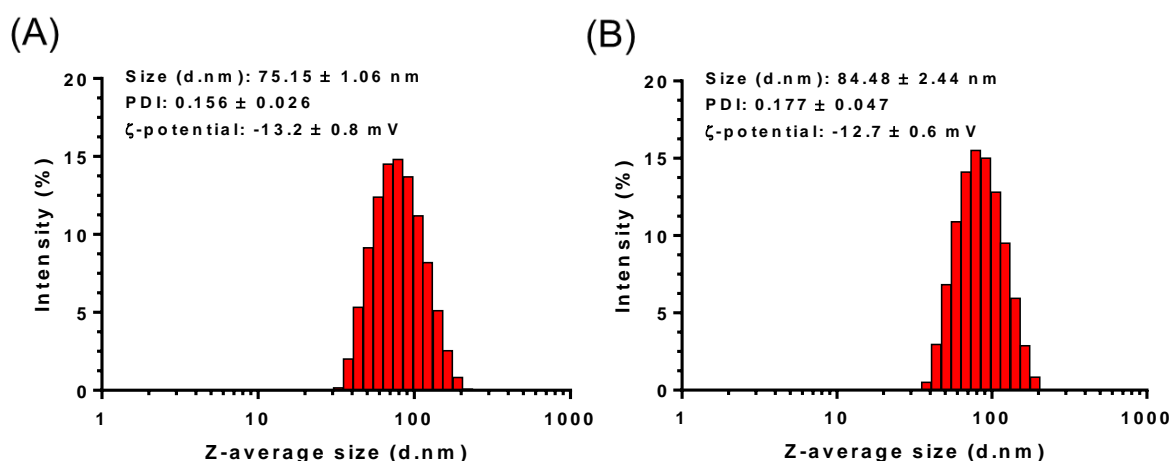 (A)
Size (d.nm): 75.15 ± 1.06 nm
PDI: 0.156 ± 0.026
ζ-potential: -13.2 ± 0.8 mV
Intensity (%)
20
15
10
5
0
1
10
100
1000
Z-average size (d.nm)
(B)
Size (d.nm): 84.48 ± 2.44 nm
PDI: 0.177 ± 0.047
ζ-potential: -12.7 ± 0.6 mV
Intensity (%)
20
15
10
5
0
1
10
100
1000
Z-average size (d.nm)